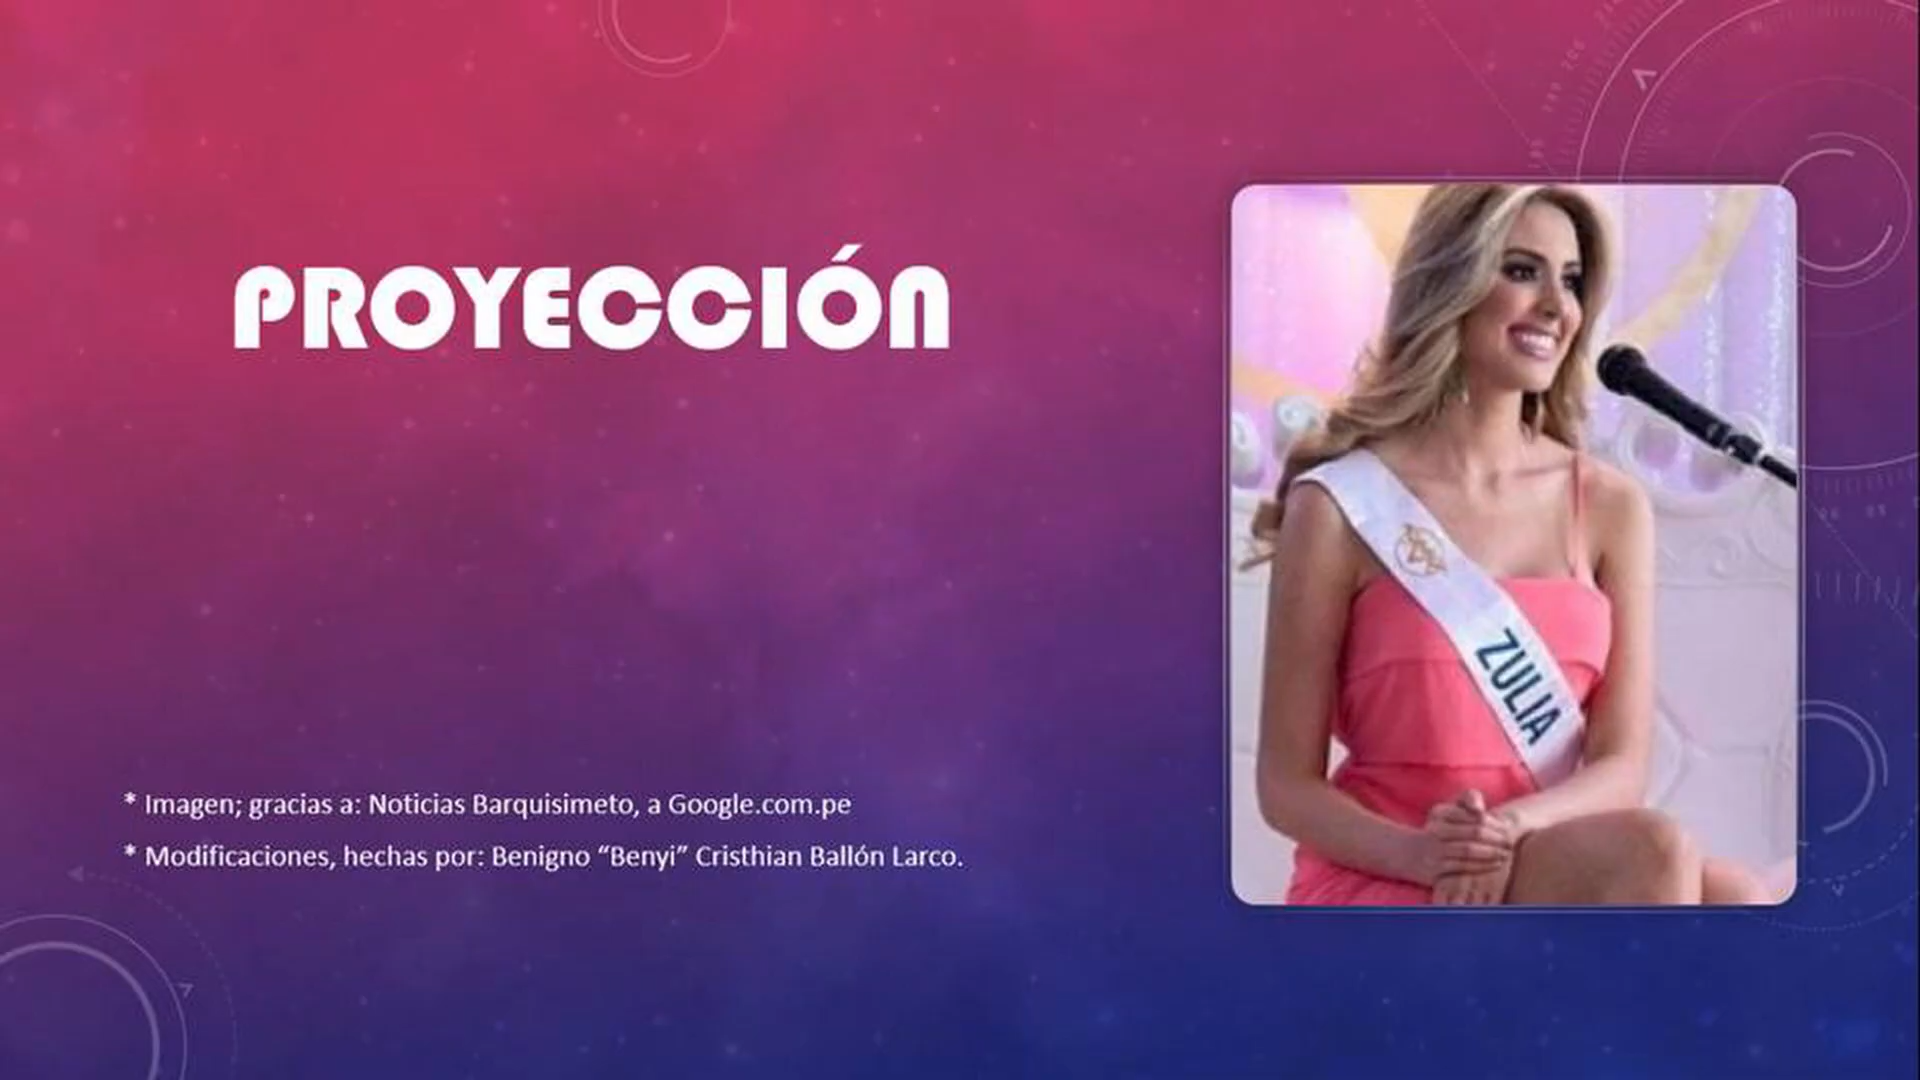 PROYECCIÓN
* Imagen; gracias a: Noticias Barquisimeto, a Google.com.pe
* Modificaciones, hechas por: Benigno “Benyi” Cristhian Ballón Larco.
ZULIA